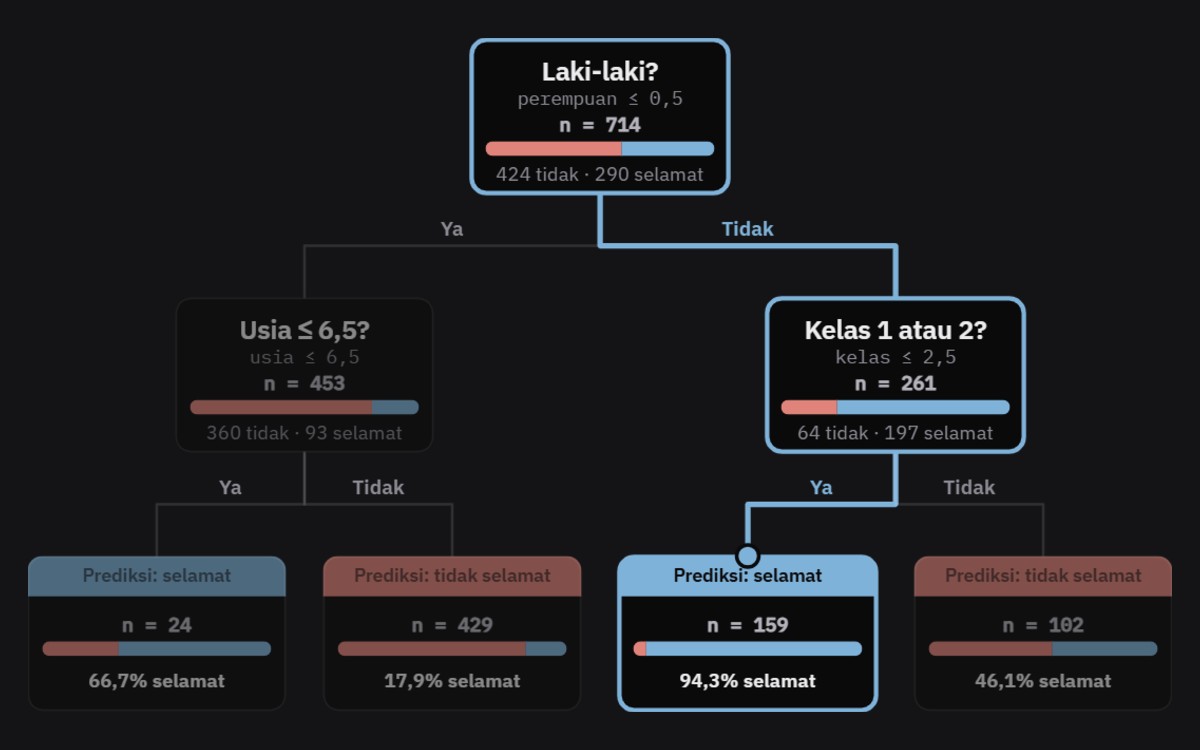 Laki-laki?
perempuan ≤ 0,5
n = 714
424 tidak · 290 selamat
Ya
Tidak
Usia ≤ 6,5?
usia ≤ 6,5
n = 453
360 tidak · 93 selamat
Kelas 1 atau 2?
kelas ≤ 2,5
n = 261
64 tidak · 197 selamat
Ya
Tidak
Ya
Tidak
Prediksi: selamat
n = 24
66,7% selamat
Prediksi: tidak selamat
n = 429
17,9% selamat
Prediksi: selamat
n = 159
94,3% selamat
Prediksi: tidak selamat
n = 102
46,1% selamat